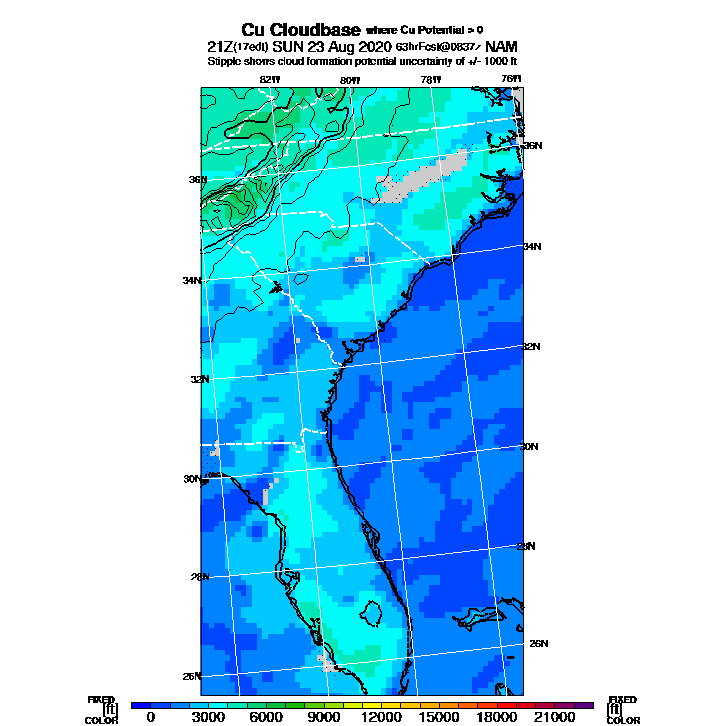 Cu Cloudbase where Cu Potential > 0
21Z(17edt) SUN 23 Aug 2020 63hrFcst@0837z NAM
Stipple shows cloud formation potential uncertainty of +/- 1000 ft
82W 80W 78W 76W
36N
36N
34N
34N
32N
32N
30N
30N
28N
28N
26N
26N
FIXED FIXED
[ft] [ft]
COLOR 0 3000 6000 9000 12000 15000 18000 21000 COLOR